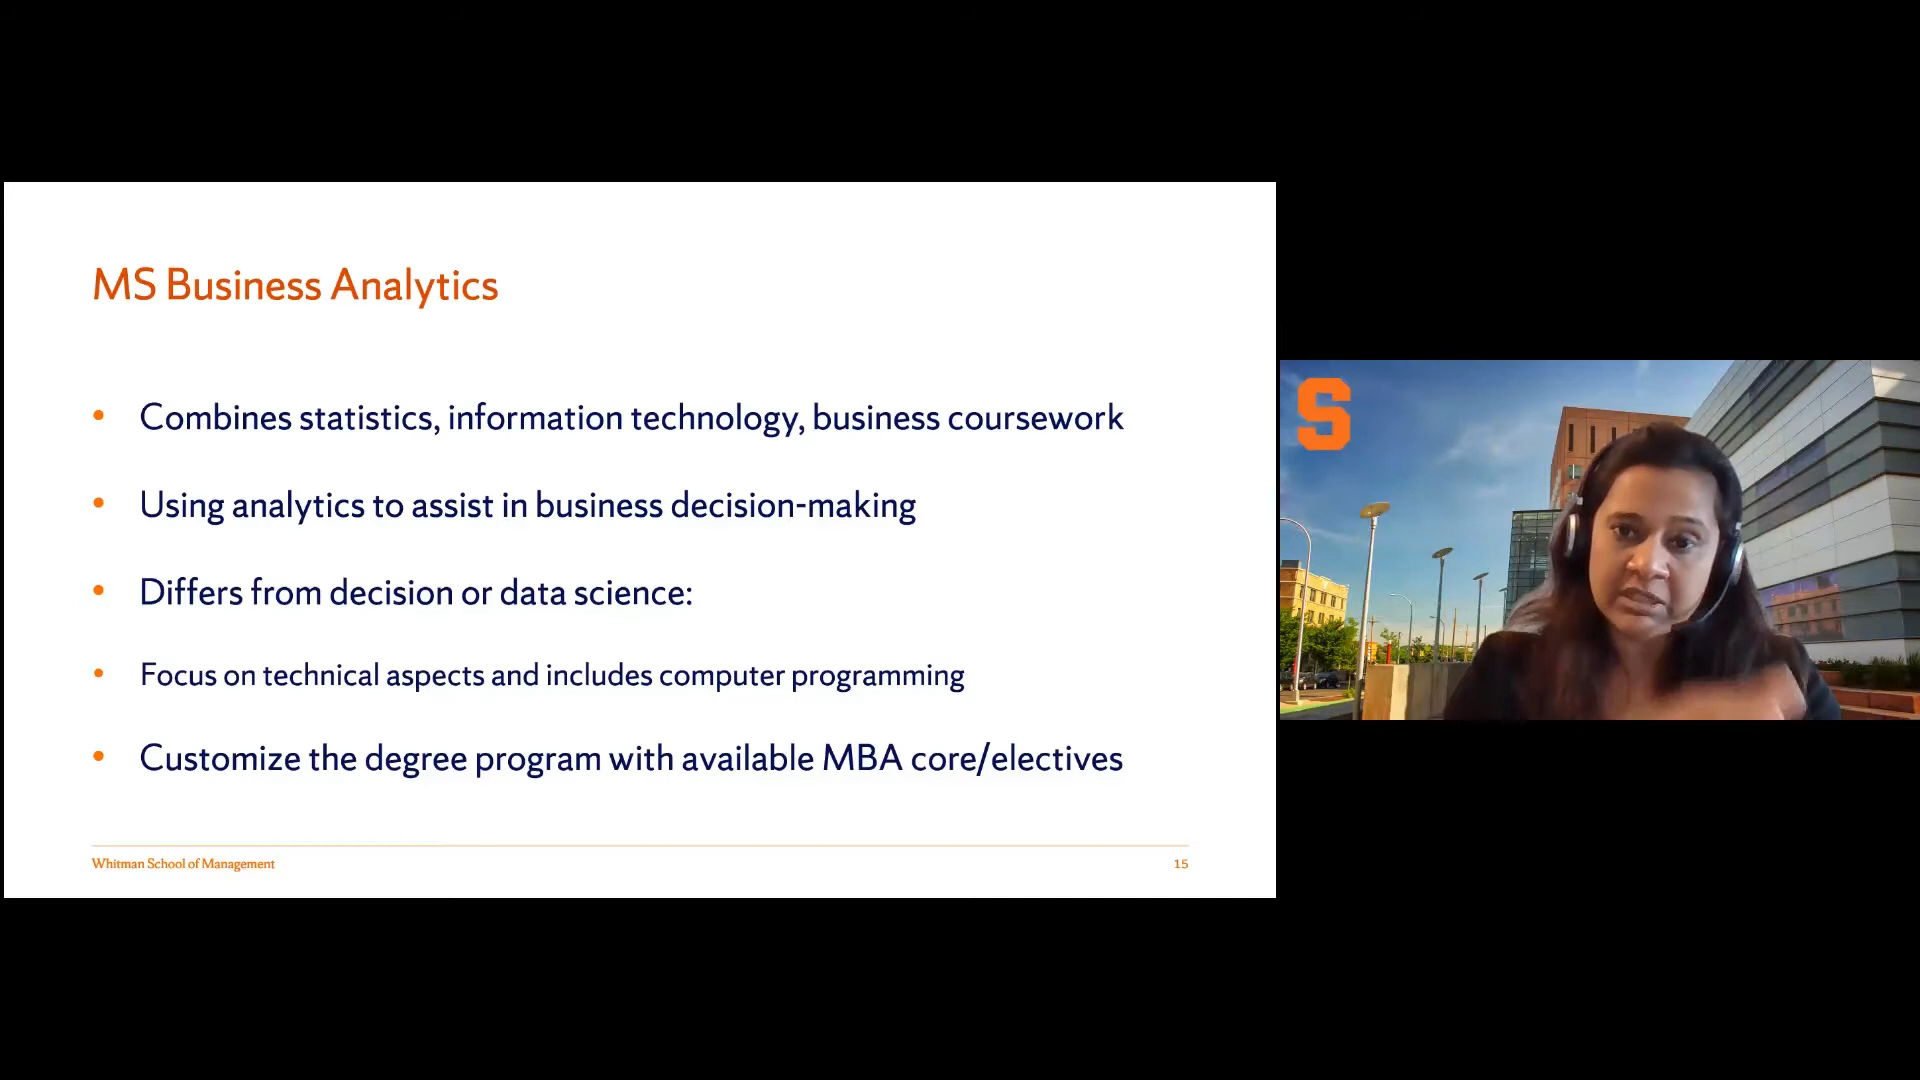 MS Business Analytics
• Combines statistics, information technology, business coursework
• Using analytics to assist in business decision-making
• Differs from decision or data science:
• Focus on technical aspects and includes computer programming
• Customize the degree program with available MBA core/electives
Whitman School of Management
15
S